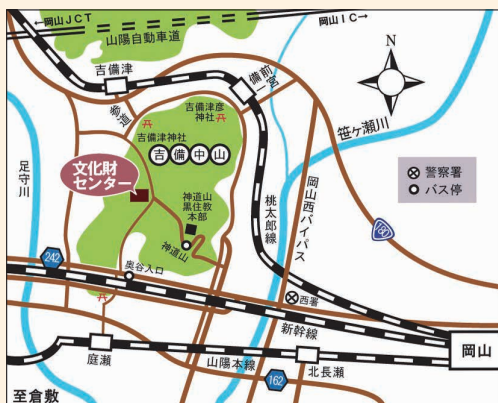 ←岡山JCT
岡山IC→
山陽自動車道
吉備津
備前一宮
N
参道
吉備津彦
神社
吉備津神社
吉備中山
笹ヶ瀬川
足守川
文化財
センター
神道山
黒住教
本部
神道山
桃太郎線
岡山西バイパス
警察署
バス停
180
242
奥谷入口
西署
新幹線
岡山
庭瀬
山陽本線
北長瀬
162
至倉敷